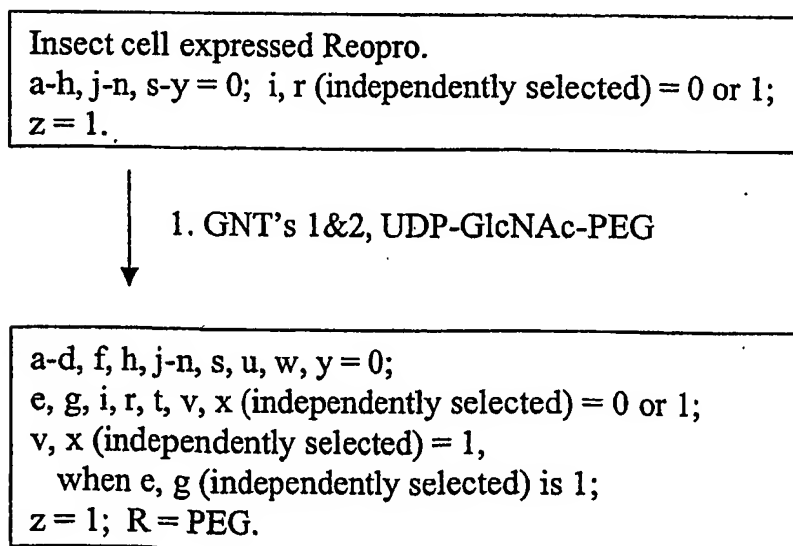 Insect cell expressed Reopro.
a-h, j-n, s-y = 0; i, r (independently selected) = 0 or 1;
z = 1.
1. GNT's 1&2, UDP-GlcNAc-PEG
a-d, f, h, j-n, s, u, w, y = 0;
e, g, i, r, t, v, x (independently selected) = 0 or 1;
v, x (independently selected) = 1,
when e, g (independently selected) is 1;
z = 1; R = PEG.